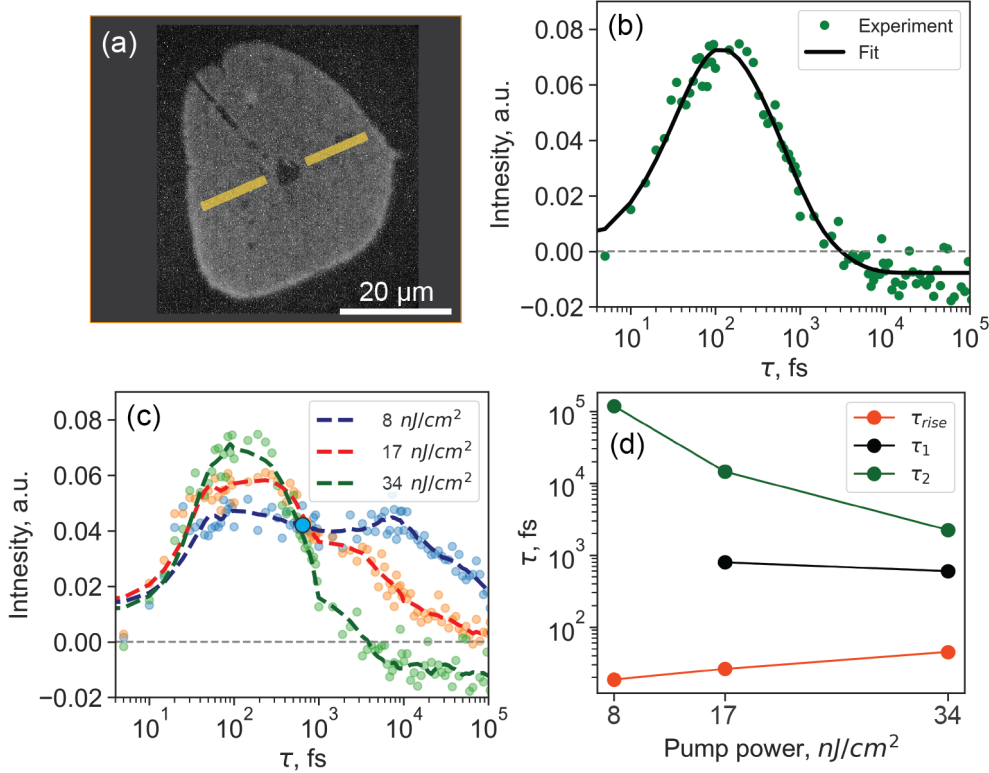 (a)
20 μm
(b)
Experiment
Fit
Intnesity, a.u.
0.08
0.06
0.04
0.02
0.00
−0.02
10¹
10²
10³
10⁴
10⁵
τ, fs
(c)
8 nJ/cm²
17 nJ/cm²
34 nJ/cm²
Intnesity, a.u.
0.08
0.06
0.04
0.02
0.00
−0.02
10¹
10²
10³
10⁴
10⁵
τ, fs
(d)
τrise
τ₁
τ₂
τ, fs
10⁵
10⁴
10³
10²
8
17
34
Pump power, nJ/cm²